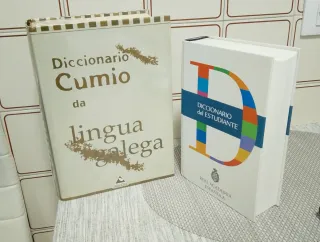 Diccionario
Cumio
da
lingua
galega
D
DICCIONARIO
del ESTUDIANTE